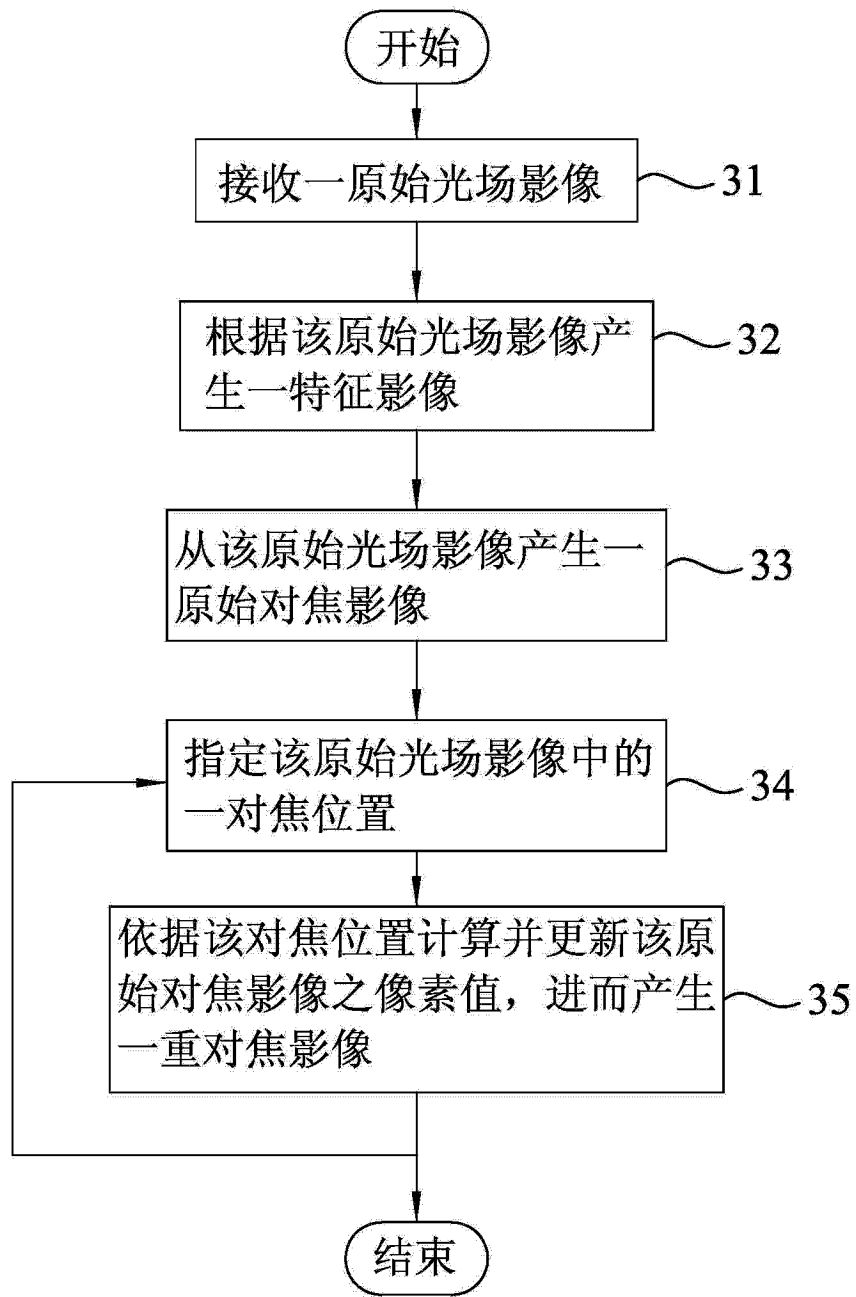 开始
接收一原始光场影像
31
根据该原始光场影像产
生一特征影像
32
从该原始光场影像产生一
原始对焦影像
33
指定该原始光场影像中的
一对焦位置
34
依据该对焦位置计算并更新该原
始对焦影像之像素值，进而产生
一重对焦影像
35
结束